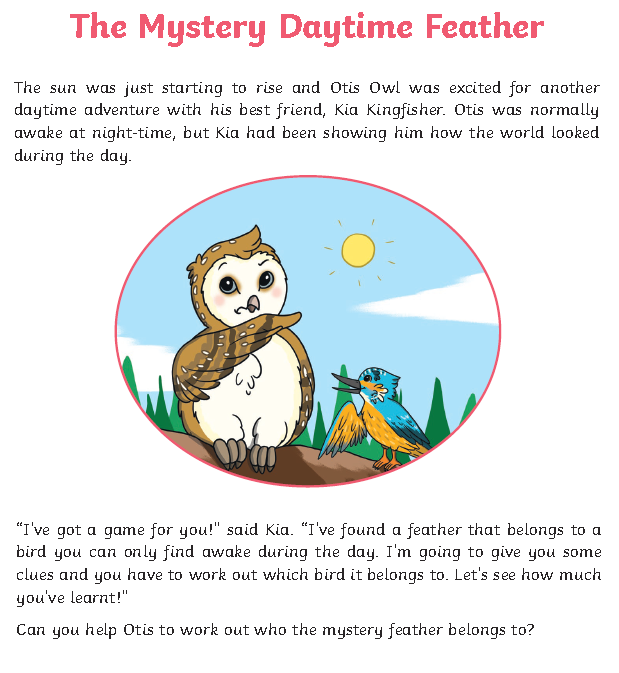 The Mystery Daytime Feather
The sun was just starting to rise and Otis Owl was excited for another
daytime adventure with his best friend, Kia Kingfisher. Otis was normally
awake at night-time, but Kia had been showing him how the world looked
during the day.
“I've got a game for you!” said Kia. “I've found a feather that belongs to a
bird you can only find awake during the day. I'm going to give you some
clues and you have to work out which bird it belongs to. Let's see how much
you've learnt!”
Can you help Otis to work out who the mystery feather belongs to?